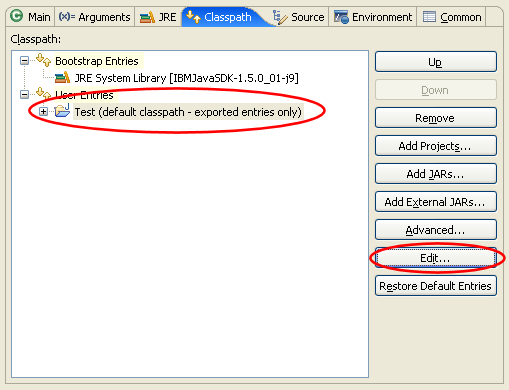 Main (x)= Arguments JRE Classpath Source Environment Common
Classpath:
Bootstrap Entries
JRE System Library [IBMJavaSDK-1.5.0_01-j9]
User Entries
Test (default classpath - exported entries only)
Up
Down
Remove
Add Projects...
Add JARs...
Add External JARs...
Advanced...
Edit...
Restore Default Entries